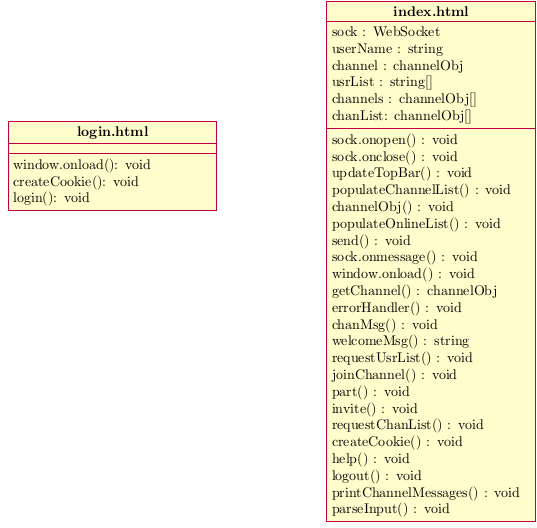 login.html
window.onload(): void
createCookie(): void
login(): void
index.html
sock : WebSocket
userName : string
channel : channelObj
usrList : string[]
channels : channelObj[]
chanList: channelObj[]
sock.onopen() : void
sock.onclose() : void
updateTopBar() : void
populateChannelList() : void
channelObj() : void
populateOnlineList() : void
send() : void
sock.onmessage() : void
window.onload() : void
getChannel() : channelObj
errorHandler() : void
chanMsg() : void
welcomeMsg() : string
requestUsrList() : void
joinChannel() : void
part() : void
invite() : void
requestChanList() : void
createCookie() : void
help() : void
logout() : void
printChannelMessages() : void
parseInput() : void